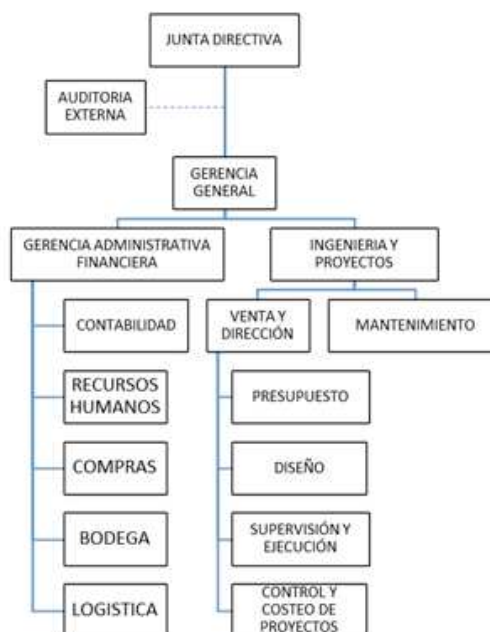 JUNTA DIRECTIVA
AUDITORIA
EXTERNA
GERENCIA
GENERAL
GERENCIA ADMINISTRATIVA
FINANCIERA
INGENIERIA Y
PROYECTOS
CONTABILIDAD
VENTA Y
DIRECCIÓN
MANTENIMIENTO
RECURSOS
HUMANOS
PRESUPUESTO
COMPRAS
DISEÑO
BODEGA
SUPERVISIÓN Y
EJECUCIÓN
LOGISTICA
CONTROL Y
COSTEO DE
PROYECTOS